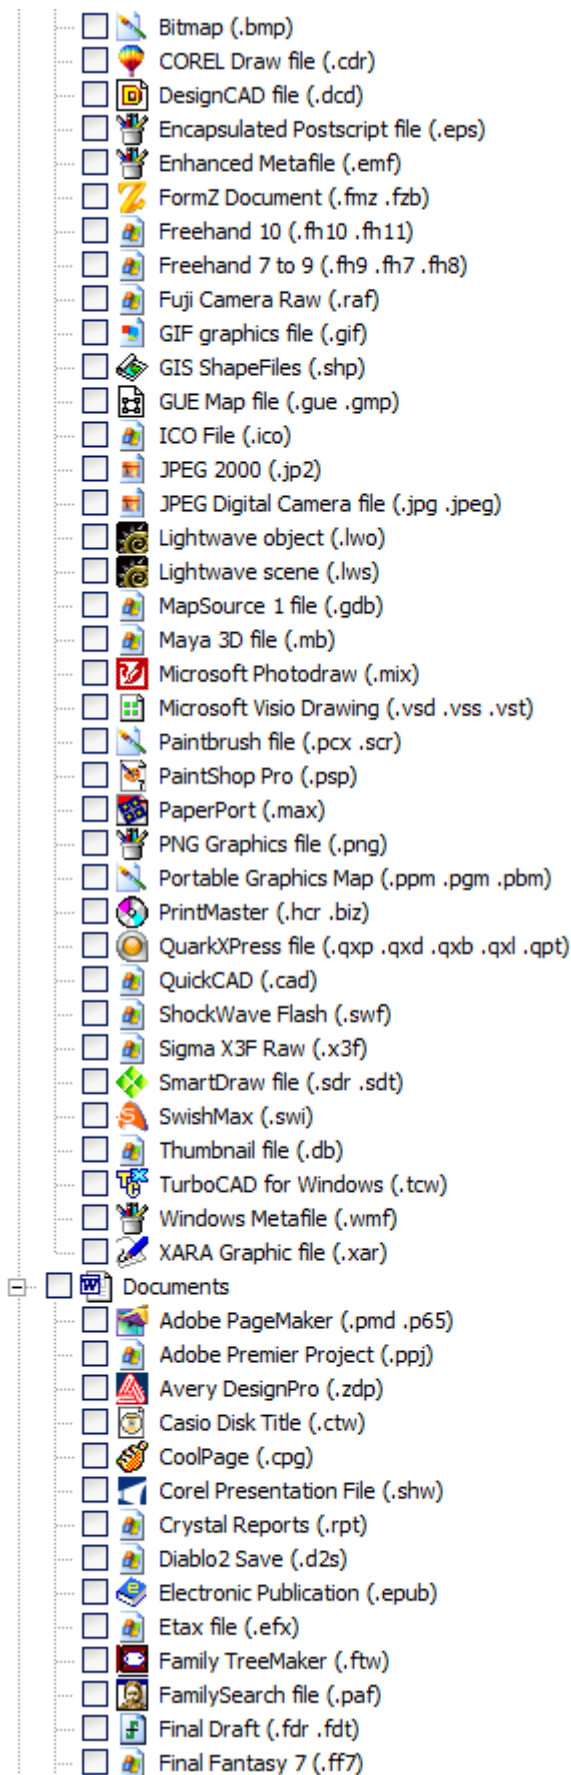 Bitmap (.bmp)
COREL Draw file (.cdr)
DesignCAD file (.dcd)
Encapsulated Postscript file (.eps)
Enhanced Metafile (.emf)
FormZ Document (.fmz .fzb)
Freehand 10 (.fh10 .fh11)
Freehand 7 to 9 (.fh9 .fh7 .fh8)
Fuji Camera Raw (.raf)
GIF graphics file (.gif)
GIS ShapeFiles (.shp)
GUE Map file (.gue .gmp)
ICO File (.ico)
JPEG 2000 (.jp2)
JPEG Digital Camera file (.jpg .jpeg)
Lightwave object (.lwo)
Lightwave scene (.lws)
MapSource 1 file (.gdb)
Maya 3D file (.mb)
Microsoft Photodraw (.mix)
Microsoft Visio Drawing (.vsd .vss .vst)
Paintbrush file (.pcx .scr)
PaintShop Pro (.psp)
PaperPort (.max)
PNG Graphics file (.png)
Portable Graphics Map (.ppm .pgm .pbm)
PrintMaster (.hcr .biz)
QuarkXPress file (.qxp .qxd .qxb .qxl .qpt)
QuickCAD (.cad)
ShockWave Flash (.swf)
Sigma X3F Raw (.x3f)
SmartDraw file (.sdr .sdt)
SwishMax (.swi)
Thumbnail file (.db)
TurboCAD for Windows (.tcw)
Windows Metafile (.wmf)
XARA Graphic file (.xar)
Documents
Adobe PageMaker (.pmd .p65)
Adobe Premier Project (.ppj)
Avery DesignPro (.zdp)
Casio Disk Title (.ctw)
CoolPage (.cpg)
Corel Presentation File (.shw)
Crystal Reports (.rpt)
Diablo2 Save (.d2s)
Electronic Publication (.epub)
Etax file (.efx)
Family TreeMaker (.ftw)
FamilySearch file (.paf)
Final Draft (.fdr .fdt)
Final Fantasy 7 (.ff7)